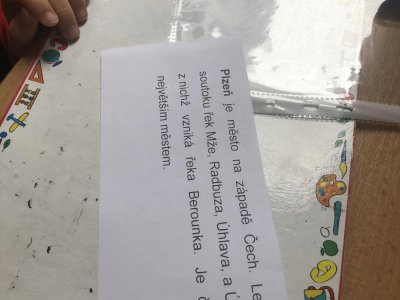 Plzeň je město na západě Čech. Le
soutoku řek Mže, Radbuza, Úhlava, a Ú
z nichž vzniká řeka Berounka. Je
největším městem.